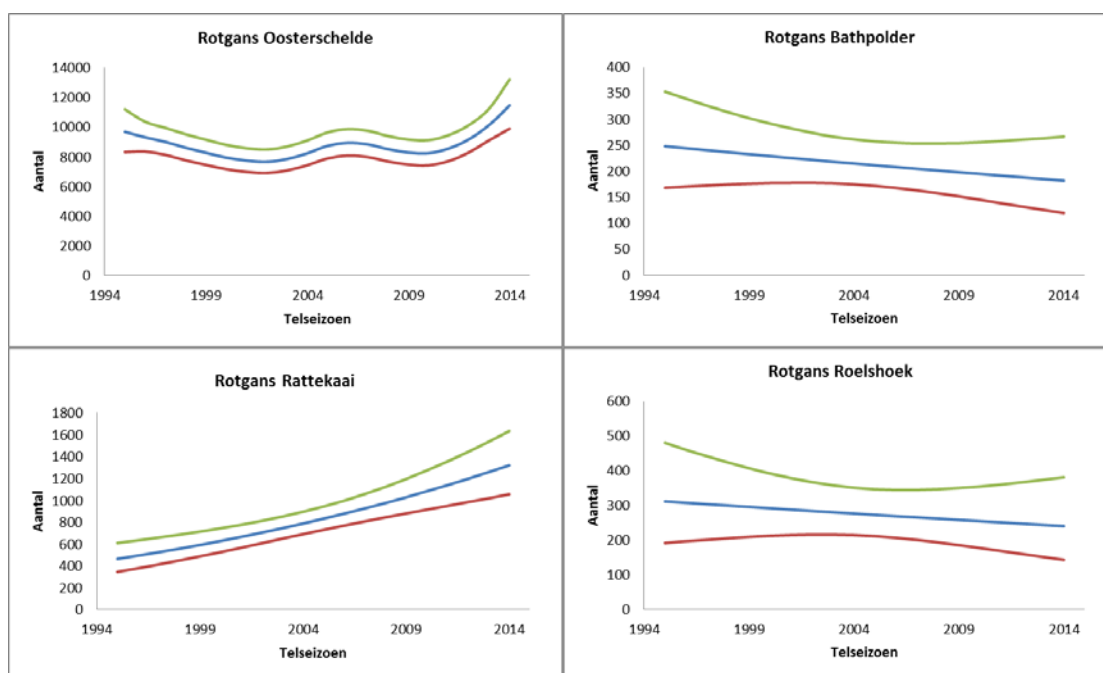 Rotgans Oosterschelde
14000
12000
10000
8000
6000
4000
2000
0
Aantal
1994 1999 2004 2009 2014
Telseizoen
Rotgans Bathpolder
400
350
300
250
200
150
100
50
0
Aantal
1994 1999 2004 2009 2014
Telseizoen
Rotgans Rattekaai
1800
1600
1400
1200
1000
800
600
400
200
0
Aantal
1994 1999 2004 2009 2014
Telseizoen
Rotgans Roelshoek
600
500
400
300
200
100
0
Aantal
1994 1999 2004 2009 2014
Telseizoen